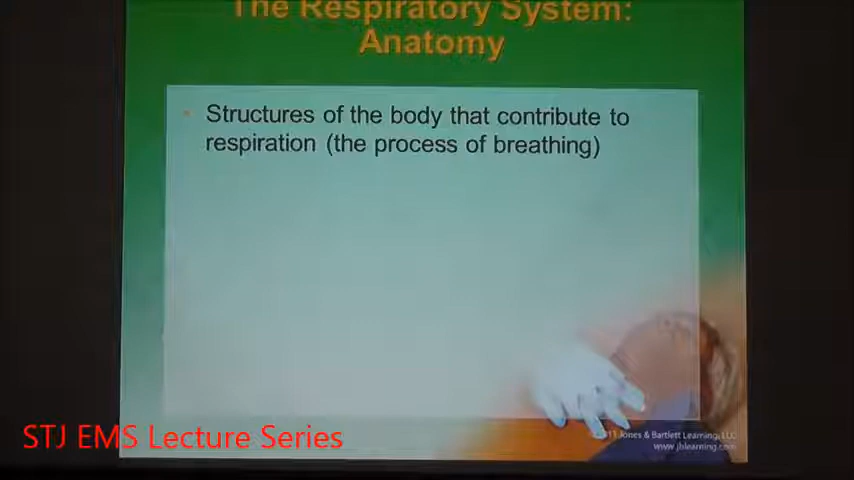 The Respiratory System:
Anatomy
Structures of the body that contribute to
respiration (the process of breathing)
STJ EMS Lecture Series
Jones & Bartlett Learning, LLC
www.jblearning.com